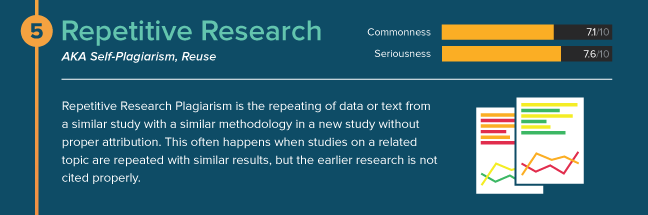 5 Repetitive Research
AKA Self-Plagiarism, Reuse
Commonness 7.1/10
Seriousness 7.6/10
Repetitive Research Plagiarism is the repeating of data or text from
a similar study with a similar methodology in a new study without
proper attribution. This often happens when studies on a related
topic are repeated with similar results, but the earlier research is not
cited properly.